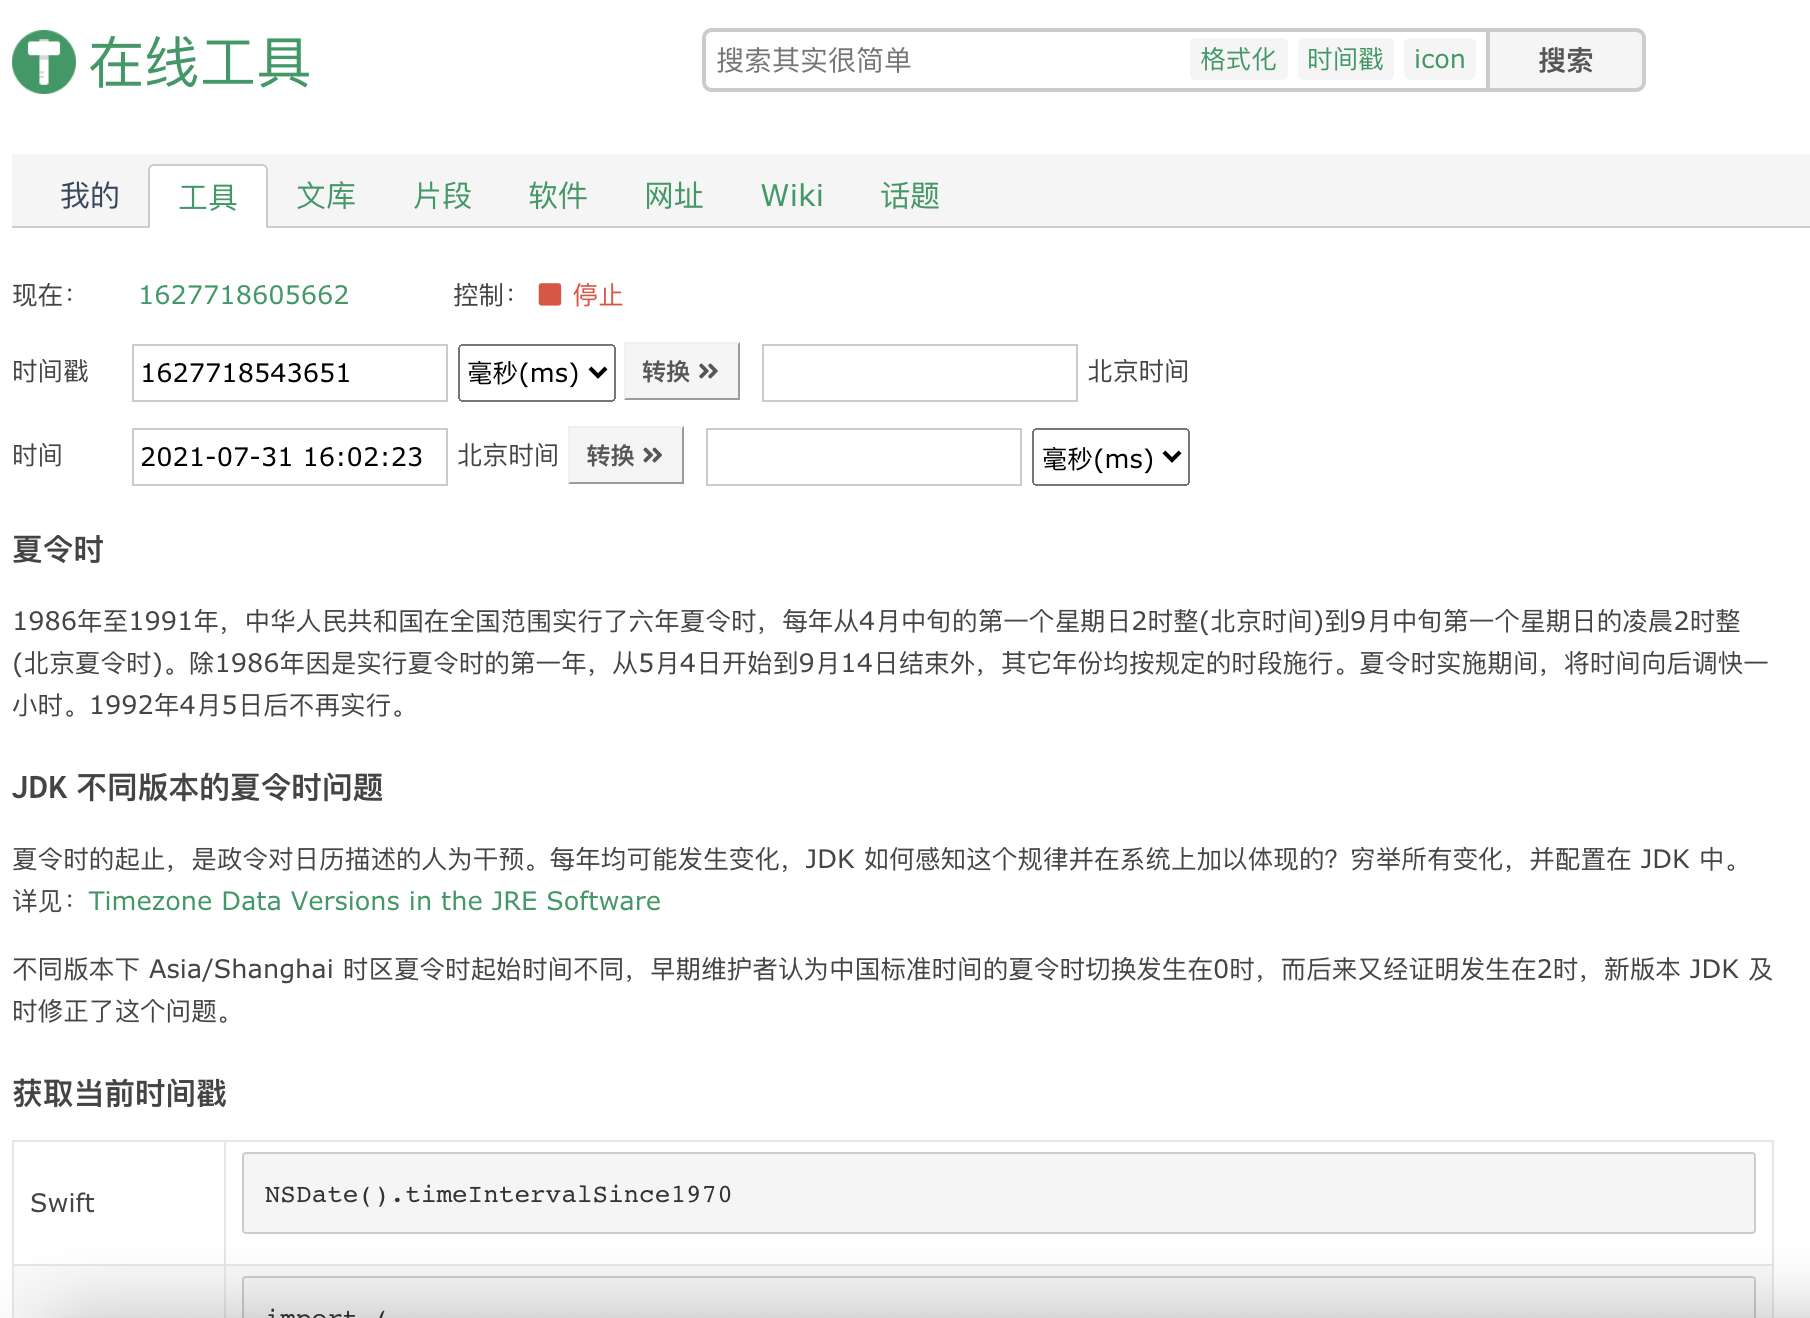 在线工具
搜索其实很简单 格式化 时间戳 icon 搜索
我的 工具 文库 片段 软件 网址 Wiki 话题
现在： 1627718605662 控制： 停止
时间戳 1627718543651 毫秒(ms) 转换 北京时间
时间 2021-07-31 16:02:23 北京时间 转换 毫秒(ms)
夏令时
1986年至1991年，中华人民共和国在全国范围实行了六年夏令时，每年从4月中旬的第一个星期日2时整(北京时间)到9月中旬第一个星期日的凌晨2时整
(北京夏令时)。除1986年因是实行夏令时的第一年，从5月4日开始到9月14日结束外，其它年份均按规定的时段施行。夏令时实施期间，将时间向后调快一
小时。1992年4月5日后不再实行。
JDK 不同版本的夏令时问题
夏令时的起止，是政令对日历描述的人为干预。每年均可能发生变化，JDK 如何感知这个规律并在系统上加以体现的？穷举所有变化，并配置在 JDK 中。
详见：Timezone Data Versions in the JRE Software
不同版本下 Asia/Shanghai 时区夏令时起始时间不同，早期维护者认为中国标准时间的夏令时切换发生在0时，而后来又经证明发生在2时，新版本 JDK 及
时修正了这个问题。
获取当前时间戳
Swift NSDate().timeIntervalSince1970
import (